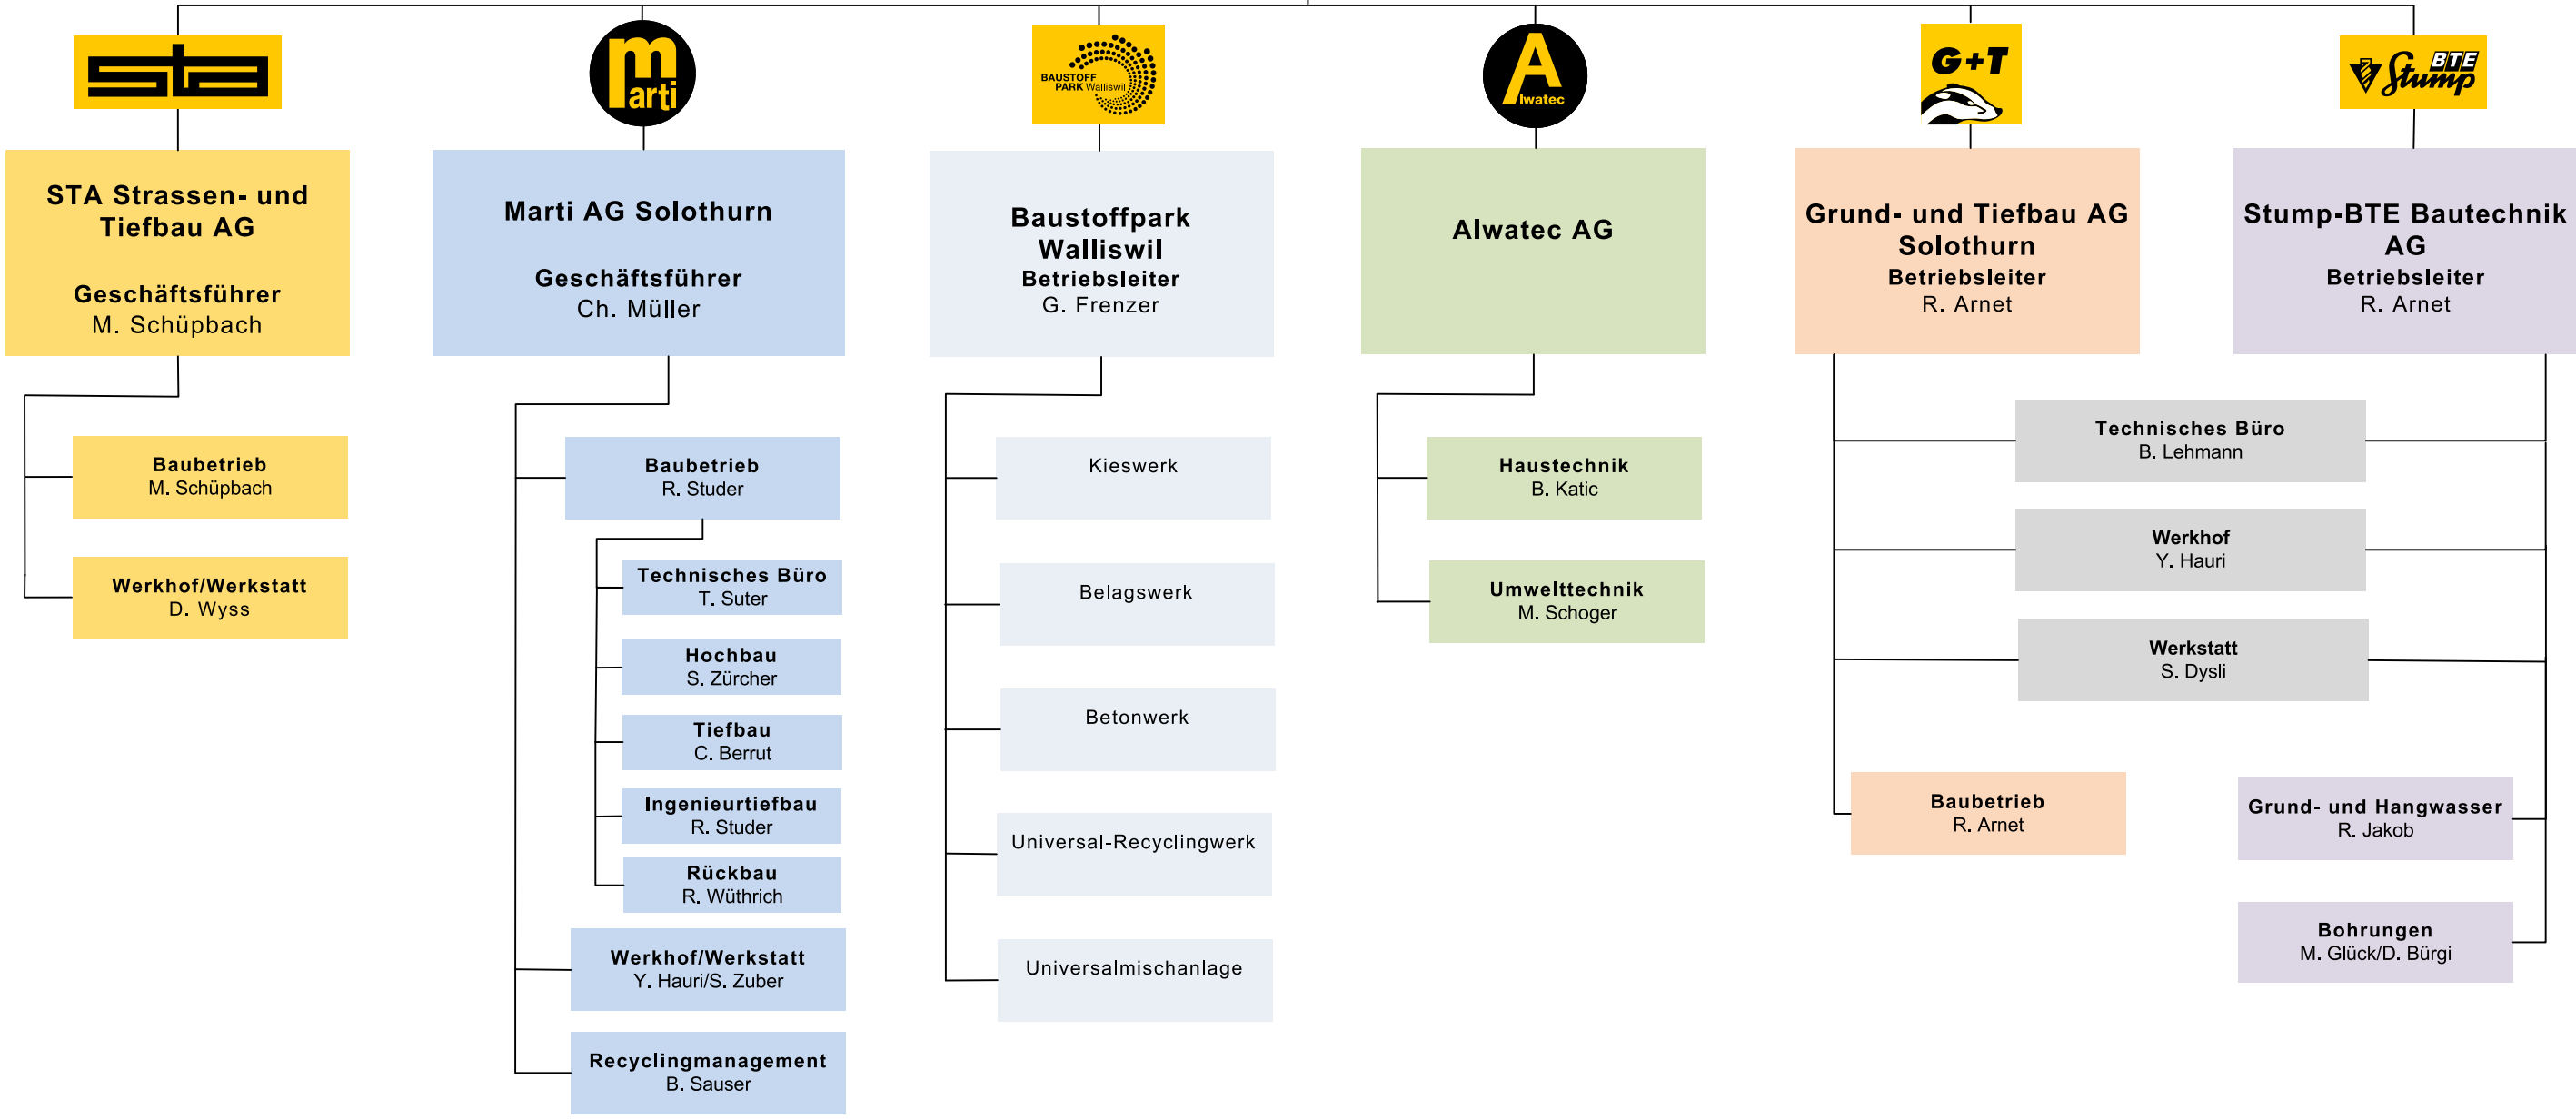 sta
marti
BAUSTOFF
PARK Walliswil
Alwatec
G+T
Stump BTE
STA Strassen- und
Tiefbau AG
Geschäftsführer
M. Schüpbach
Baubetrieb
M. Schüpbach
Werkhof/Werkstatt
D. Wyss
Marti AG Solothurn
Geschäftsführer
Ch. Müller
Baubetrieb
R. Studer
Technisches Büro
T. Suter
Hochbau
S. Zürcher
Tiefbau
C. Berrut
Ingenieurtiefbau
R. Studer
Rückbau
R. Wüthrich
Werkhof/Werkstatt
Y. Hauri/S. Zuber
Recyclingmanagement
B. Sauser
Baustoffpark
Walliswil
Betriebsleiter
G. Frenzer
Kieswerk
Belagswerk
Betonwerk
Universal-Recyclingwerk
Universalmischanlage
Alwatec AG
Haustechnik
B. Katic
Umwelttechnik
M. Schoger
Grund- und Tiefbau AG
Solothurn
Betriebsleiter
R. Arnet
Stump-BTE Bautechnik
AG
Betriebsleiter
R. Arnet
Technisches Büro
B. Lehmann
Werkhof
Y. Hauri
Werkstatt
S. Dysli
Baubetrieb
R. Arnet
Grund- und Hangwasser
R. Jakob
Bohrungen
M. Glück/D. Bürgi